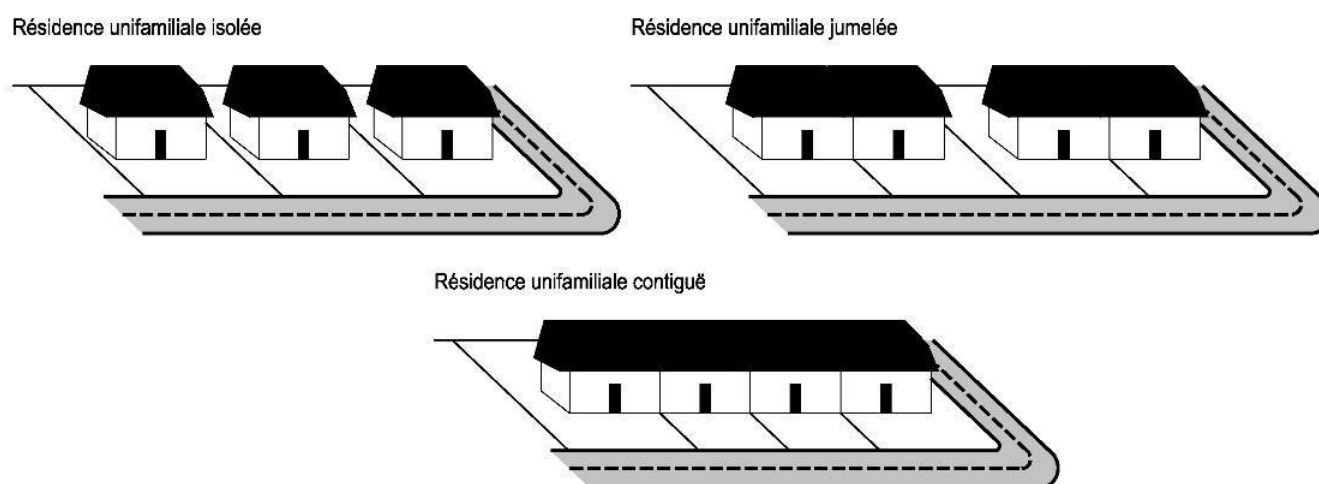 Résidence unifamiliale isolée
Résidence unifamiliale jumelée
Résidence unifamiliale contiguë